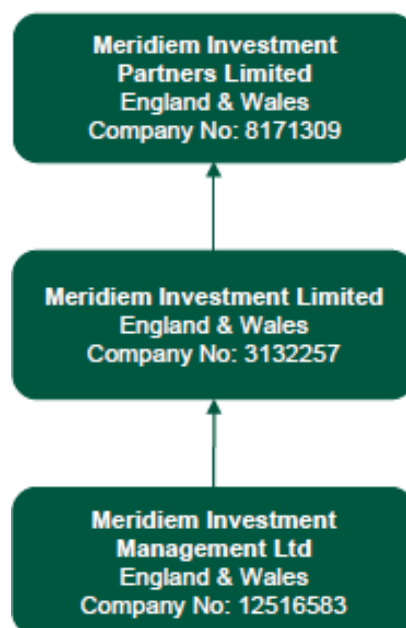 Meridiem Investment
Partners Limited
England & Wales
Company No: 8171309
Meridiem Investment Limited
England & Wales
Company No: 3132257
Meridiem Investment
Management Ltd
England & Wales
Company No: 12516583